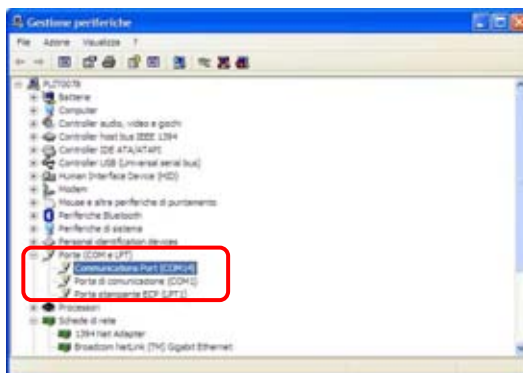 Gestione periferiche
File Azione Visualizza ?
PLIT0078
Batterie
Computer
Controller audio, video e giochi
Controller host bus IEEE 1394
Controller IDE ATA/ATAPI
Controller USB (Universal serial bus)
Human Interface Device (HID)
Modem
Mouse e altre periferiche di puntamento
Periferiche Bluetooth
Periferiche di sistema
Personal identification devices
Porte (COM e LPT)
Communications Port (COM14)
Porta di comunicazione (COM1)
Porta stampante ECP (LPT1)
Processori
Schede di rete
1394 Net Adapter
Broadcom NetLink (TM) Gigabit Ethernet